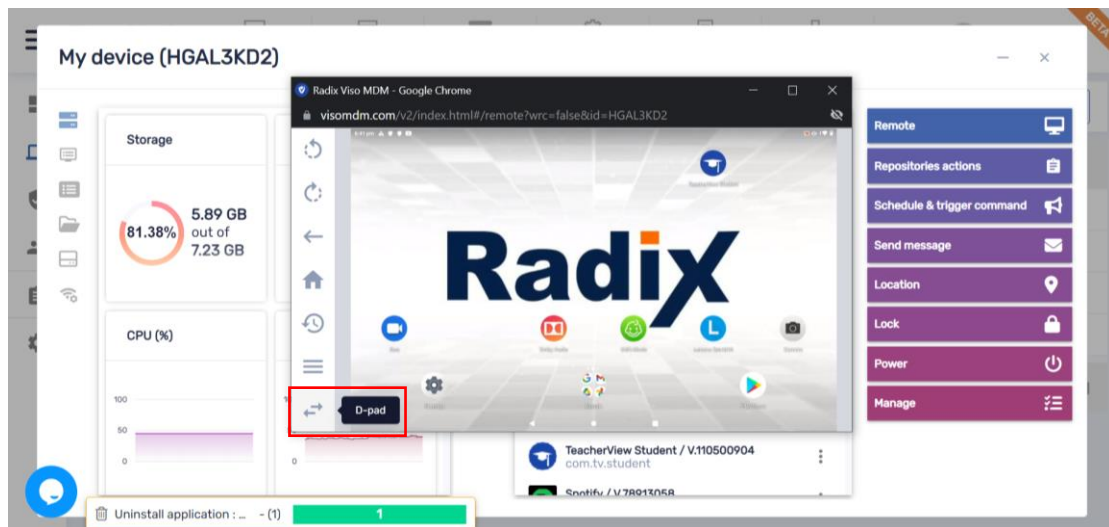 BETA
My device (HGAL3KD2)
Radix Viso MDM - Google Chrome
visomdm.com/v2/index.html#/remote?wrc=false&id=HGAL3KD2
Storage
81.38%
5.89 GB
out of
7.23 GB
CPU (%)
100
50
0
0
TeacherView Student
Radix
D-pad
Remote
Repositories actions
Schedule & trigger command
Send message
Location
Lock
Power
Manage
TeacherView Student / V.110500904
com.tv.student
Spotify / V.78913058
Uninstall application : ... - (1)
1